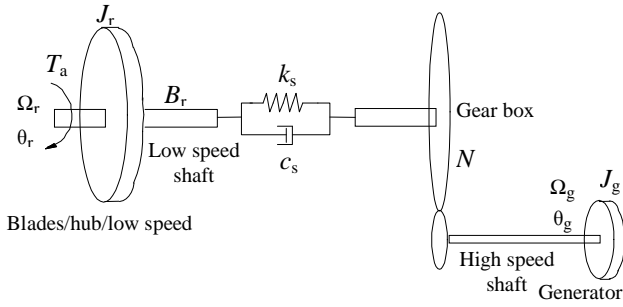 J_r
T_a
Ω_r
θ_r
B_r
k_s
c_s
Low speed
shaft
Blades/hub/low speed
Gear box
N
Ω_g
θ_g
J_g
High speed
shaft
Generator